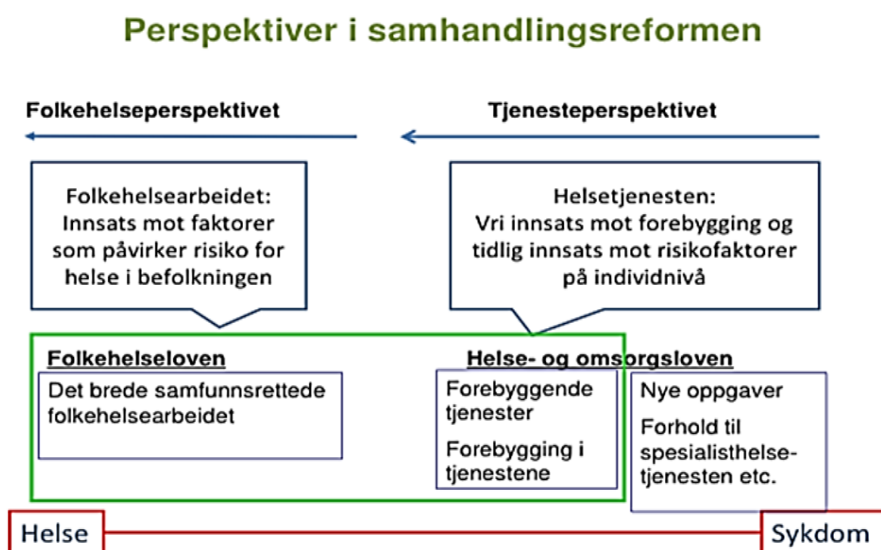 Perspektiver i samhandlingsreformen
Folkehelseperspektivet
Tjenesteperspektivet
Folkehelsearbeidet:
Innsats mot faktorer
som påvirker risiko for
helse i befolkningen
Helsetjenesten:
Vri innsats mot forebygging og
tidlig innsats mot risikofaktorer
på individnivå
Folkehelseloven
Det brede samfunnsrettede
folkehelsearbeidet
Helse- og omsorgsloven
Forebyggende
tjenester
Forebygging i
tjenestene
Nye oppgaver
Forhold til
spesialisthelse-
tjenesten etc.
Helse
Sykdom